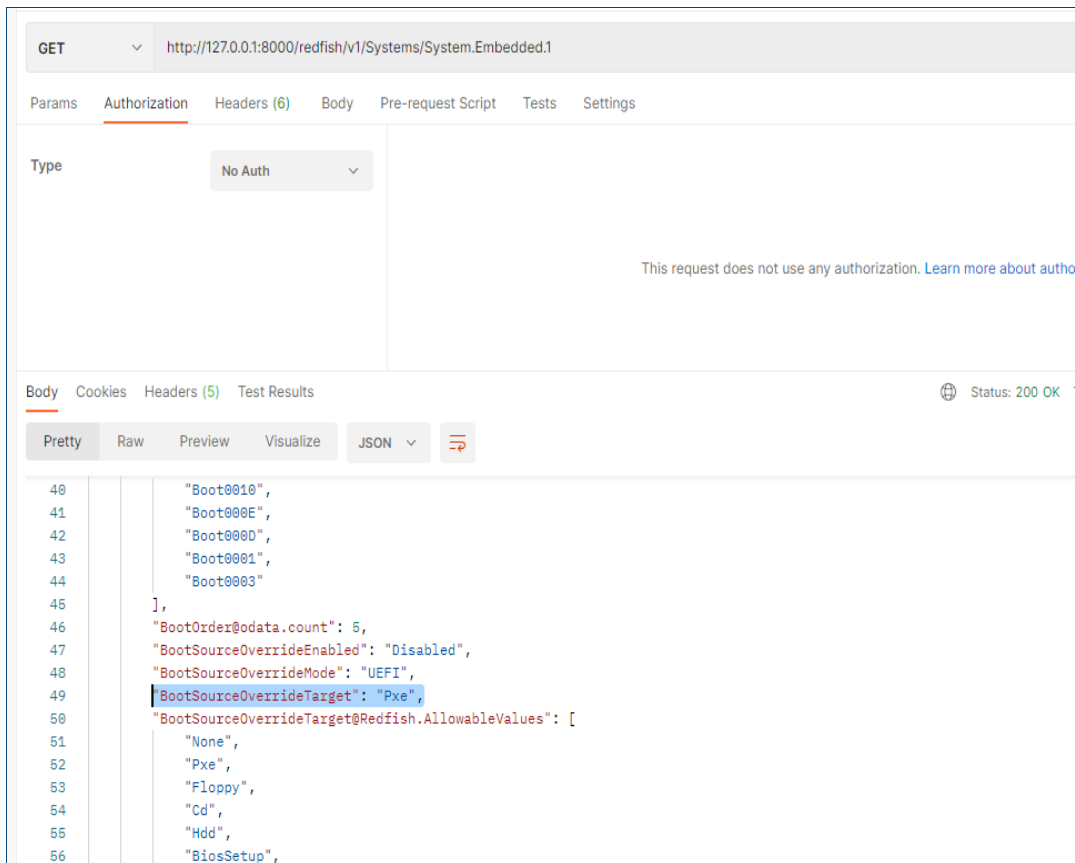 GET http://127.0.0.1:8000/redfish/v1/Systems/System.Embedded.1
Params Authorization Headers (6) Body Pre-request Script Tests Settings
Type No Auth
This request does not use any authorization. Learn more about autho
Body Cookies Headers (5) Test Results Status: 200 OK
Pretty Raw Preview Visualize JSON
40 "Boot0010",
41 "Boot000E",
42 "Boot000D",
43 "Boot0001",
44 "Boot0003"
45 ],
46 "BootOrder@odata.count": 5,
47 "BootSourceOverrideEnabled": "Disabled",
48 "BootSourceOverrideMode": "UEFI",
49 "BootSourceOverrideTarget": "Pxe",
50 "BootSourceOverrideTarget@Redfish.AllowableValues": [
51 "None",
52 "Pxe",
53 "Floppy",
54 "Cd",
55 "Hdd",
56 "BiosSetup",